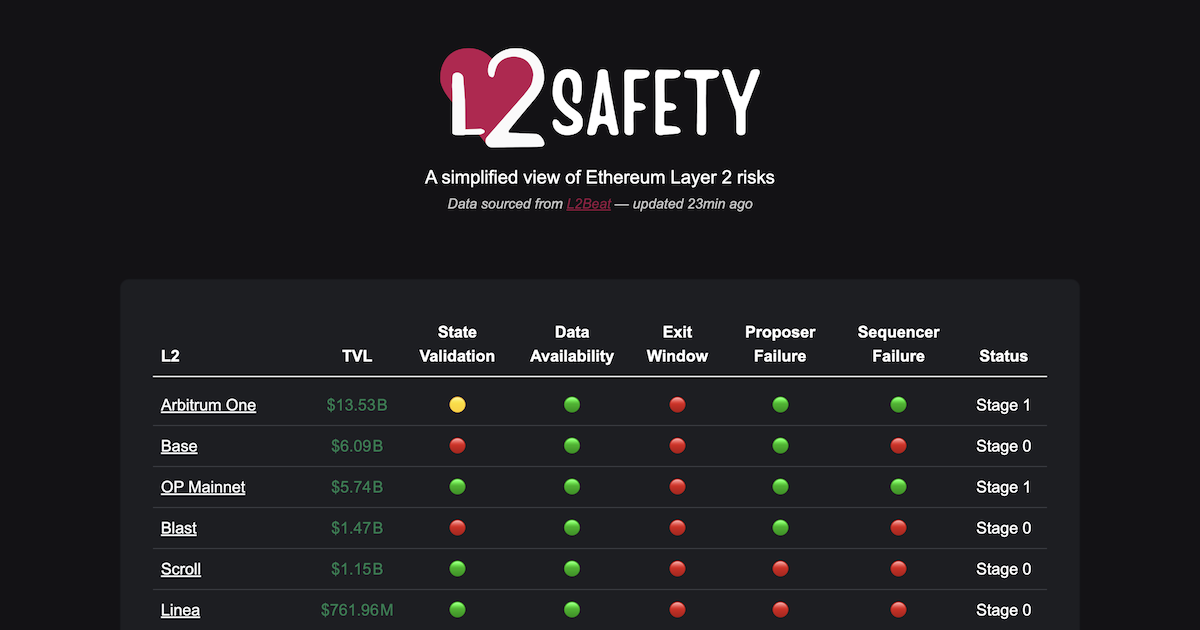 L2 SAFETY
A simplified view of Ethereum Layer 2 risks
Data sourced from L2Beat — updated 23min ago
L2 TVL State Validation Data Availability Exit Window Proposer Failure Sequencer Failure Status
Arbitrum One $13.53B Stage 1
Base $6.09B Stage 0
OP Mainnet $5.74B Stage 1
Blast $1.47B Stage 0
Scroll $1.15B Stage 0
Linea $761.96M Stage 0